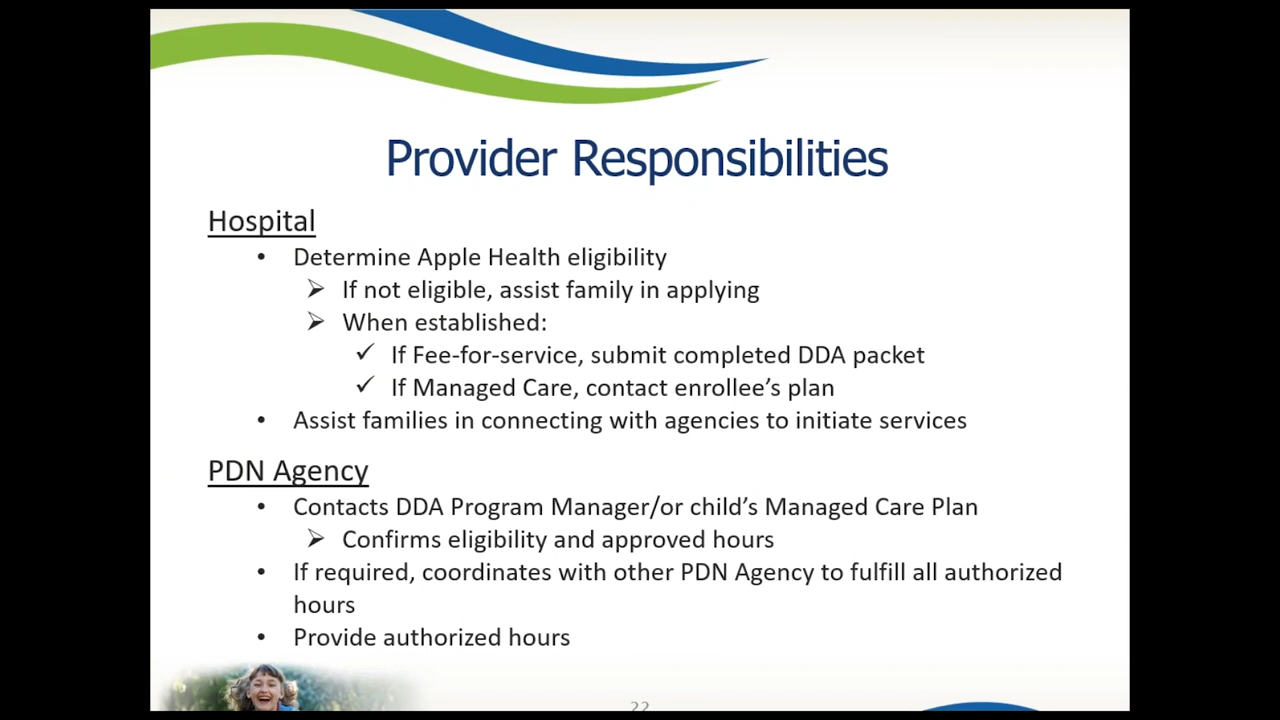 Provider Responsibilities
Hospital
• Determine Apple Health eligibility
➢ If not eligible, assist family in applying
➢ When established:
✓ If Fee-for-service, submit completed DDA packet
✓ If Managed Care, contact enrollee’s plan
• Assist families in connecting with agencies to initiate services
PDN Agency
• Contacts DDA Program Manager/or child’s Managed Care Plan
➢ Confirms eligibility and approved hours
• If required, coordinates with other PDN Agency to fulfill all authorized
hours
• Provide authorized hours
22